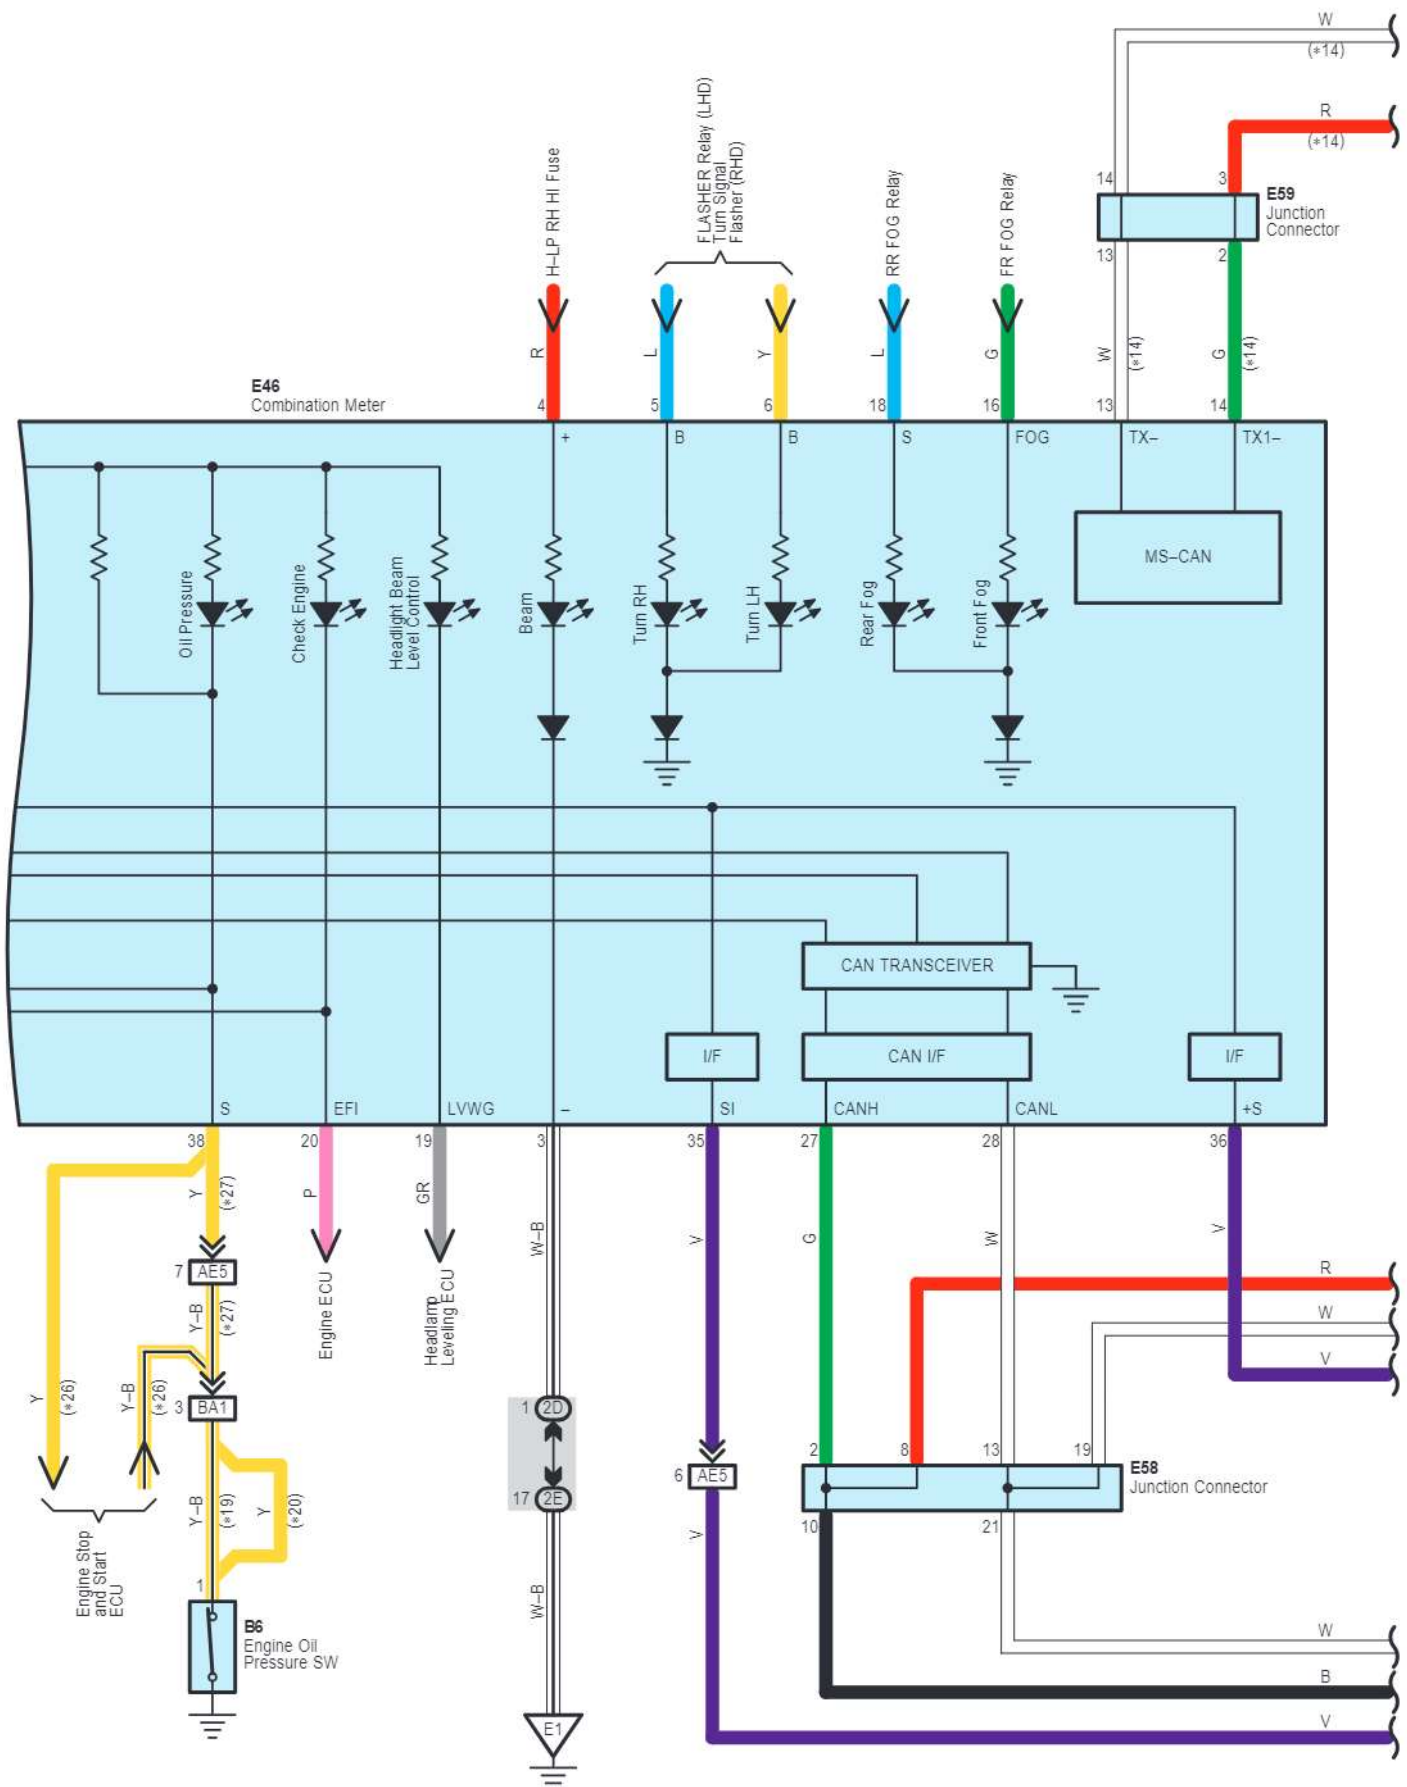 W
(*14)
R
(*14)
14
3
E59
Junction
Connector
13
2
H–LP RH HI Fuse
FLASHER Relay (LHD)
Turn Signal
Flasher (RHD)
RR FOG Relay
FR FOG Relay
R
L
Y
L
G
W
(*14)
G
(*14)
E46
Combination Meter
4
5
6
18
16
13
14
+
B
B
S
FOG
TX–
TX1–
MS–CAN
Oil Pressure
Check Engine
Headlight Beam
Level Control
Beam
Turn RH
Turn LH
Rear Fog
Front Fog
CAN TRANSCEIVER
I/F
CAN I/F
I/F
S
EFI
LVWG
–
SI
CANH
CANL
+S
38
20
19
3
35
27
28
36
Y
(*27)
P
GR
W–B
V
G
W
V
7
AE5
Engine ECU
Headlamp
Leveling ECU
R
W
V
Y–B
(*27)
Y
(*26)
Y–B
(*26)
3
BA1
1
2D
17
2E
6
AE5
2
8
13
19
E58
Junction Connector
10
21
Y–B
(*19)
Y
(*20)
V
Engine Stop
and Start
ECU
1
B6
Engine Oil
Pressure SW
W–B
E1
W
B
V